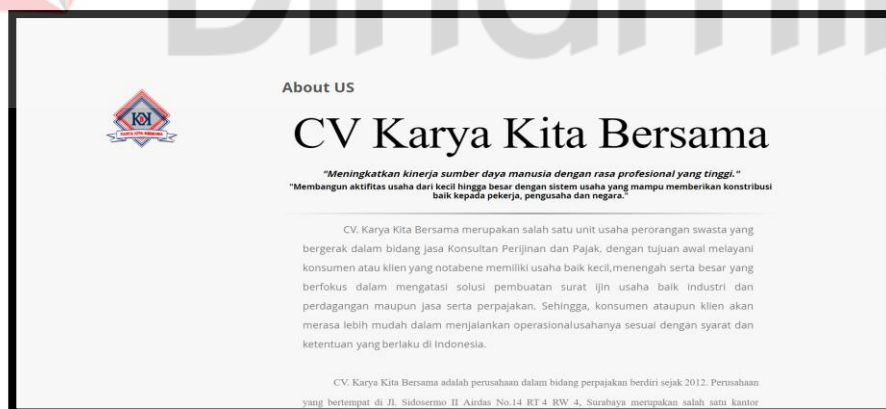 About US
CV Karya Kita Bersama
"Meningkatkan kinerja sumber daya manusia dengan rasa profesional yang tinggi."
"Membangun aktifitas usaha dari kecil hingga besar dengan sistem usaha yang mampu memberikan konstribusi
baik kepada pekerja, pengusaha dan negara."
CV. Karya Kita Bersama merupakan salah satu unit usaha perorangan swasta yang
bergerak dalam bidang jasa Konsultan Perijinan dan Pajak. dengan tujuan awal melayani
konsumen atau klien yang notabene memiliki usaha baik kecil,menengah serta besar yang
berfokus dalam mengatasi solusi pembuatan surat ijin usaha baik industri dan
perdagangan maupun jasa serta perpajakan. Sehingga, konsumen ataupun klien akan
merasa lebih mudah dalam menjalankan operasionalusahanya sesuai dengan syarat dan
ketentuan yang berlaku di Indonesia.
CV. Karya Kita Bersama adalah perusahaan dalam bidang perpajakan berdiri sejak 2012. Perusahaan
yang bertempat di Jl. Sidosermo II Airdas No.14 RT 4 RW 4, Surabaya merupakan salah satu kantor